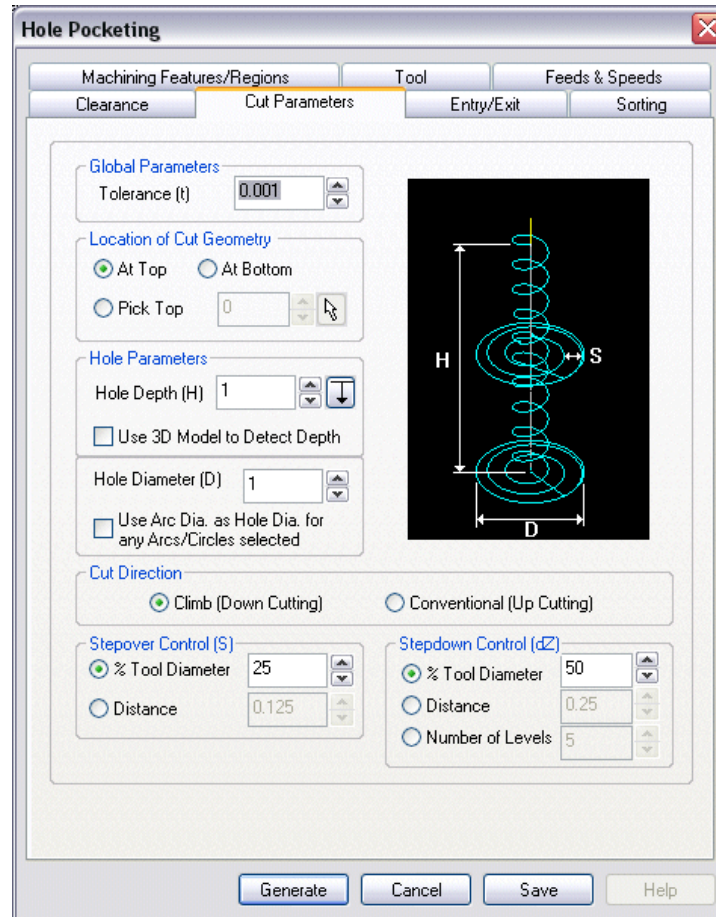 Hole Pocketing
Machining Features/Regions Tool Feeds & Speeds
Clearance Cut Parameters Entry/Exit Sorting
Global Parameters
Tolerance (t) 0.001
Location of Cut Geometry
At Top At Bottom
Pick Top 0
Hole Parameters
Hole Depth (H) 1
Use 3D Model to Detect Depth
Hole Diameter (D) 1
Use Arc Dia. as Hole Dia. for
any Arcs/Circles selected
H
S
D
Cut Direction
Climb (Down Cutting) Conventional (Up Cutting)
Stepover Control (S)
% Tool Diameter 25
Distance 0.125
Stepdown Control (dZ)
% Tool Diameter 50
Distance 0.25
Number of Levels 5
Generate Cancel Save Help